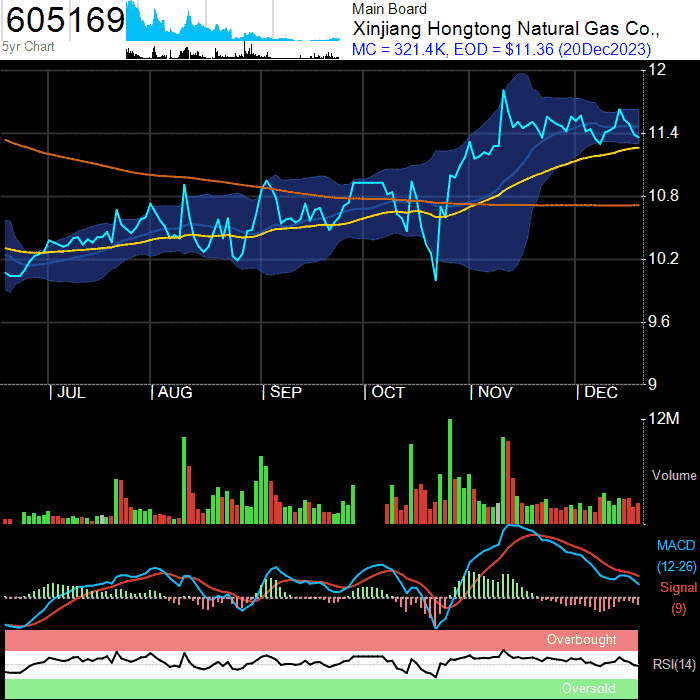 605169
5yr Chart
Main Board
Xinjiang Hongtong Natural Gas Co.,
MC = 321.4K, EOD = $11.36 (20Dec2023)
12
11.4
10.8
10.2
9.6
9
| JUL | AUG | SEP | OCT | NOV | DEC
12M
Volume
MACD
(12-26)
Signal
(9)
Overbought
RSI(14)
Oversold